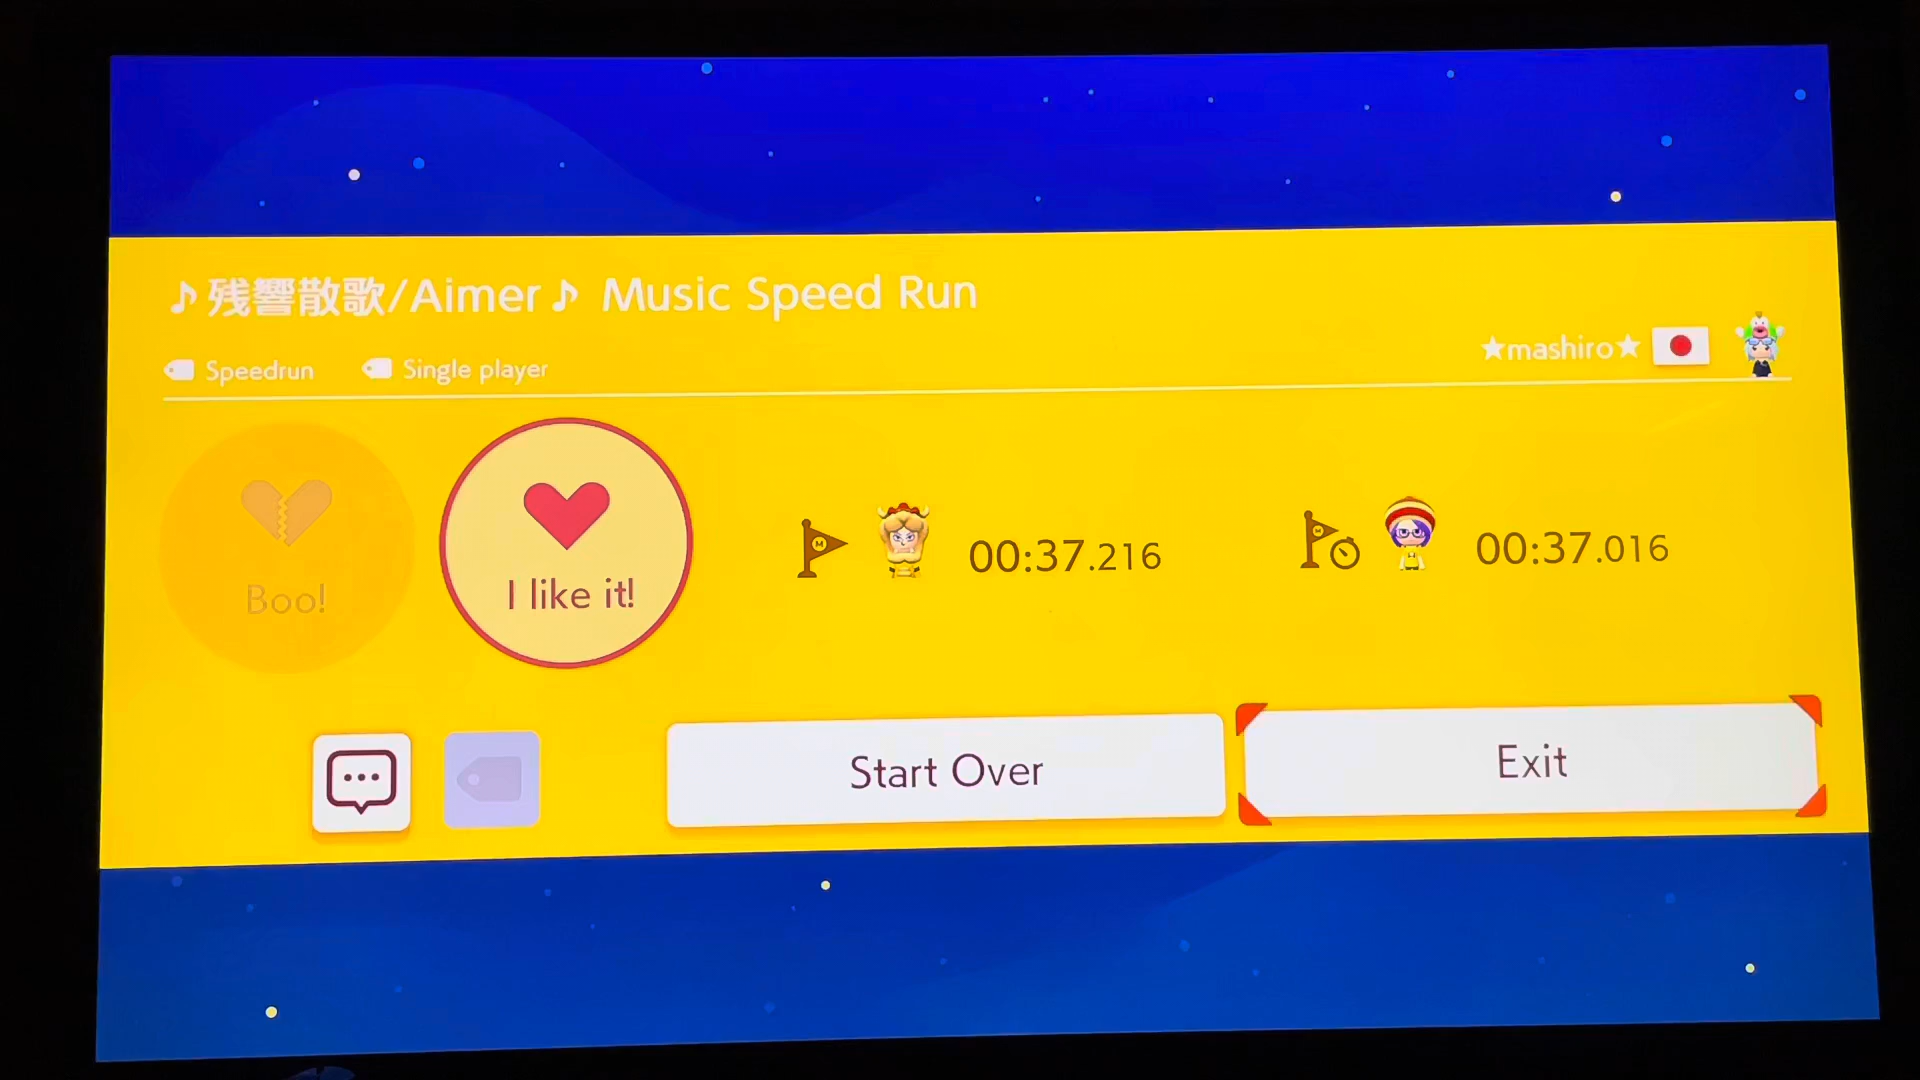 ♪残響散歌/Aimer♪ Music Speed Run
Speedrun Single player
★mashiro★
Boo!
I like it!
M
00:37.216
M
00:37.016
Start Over
Exit